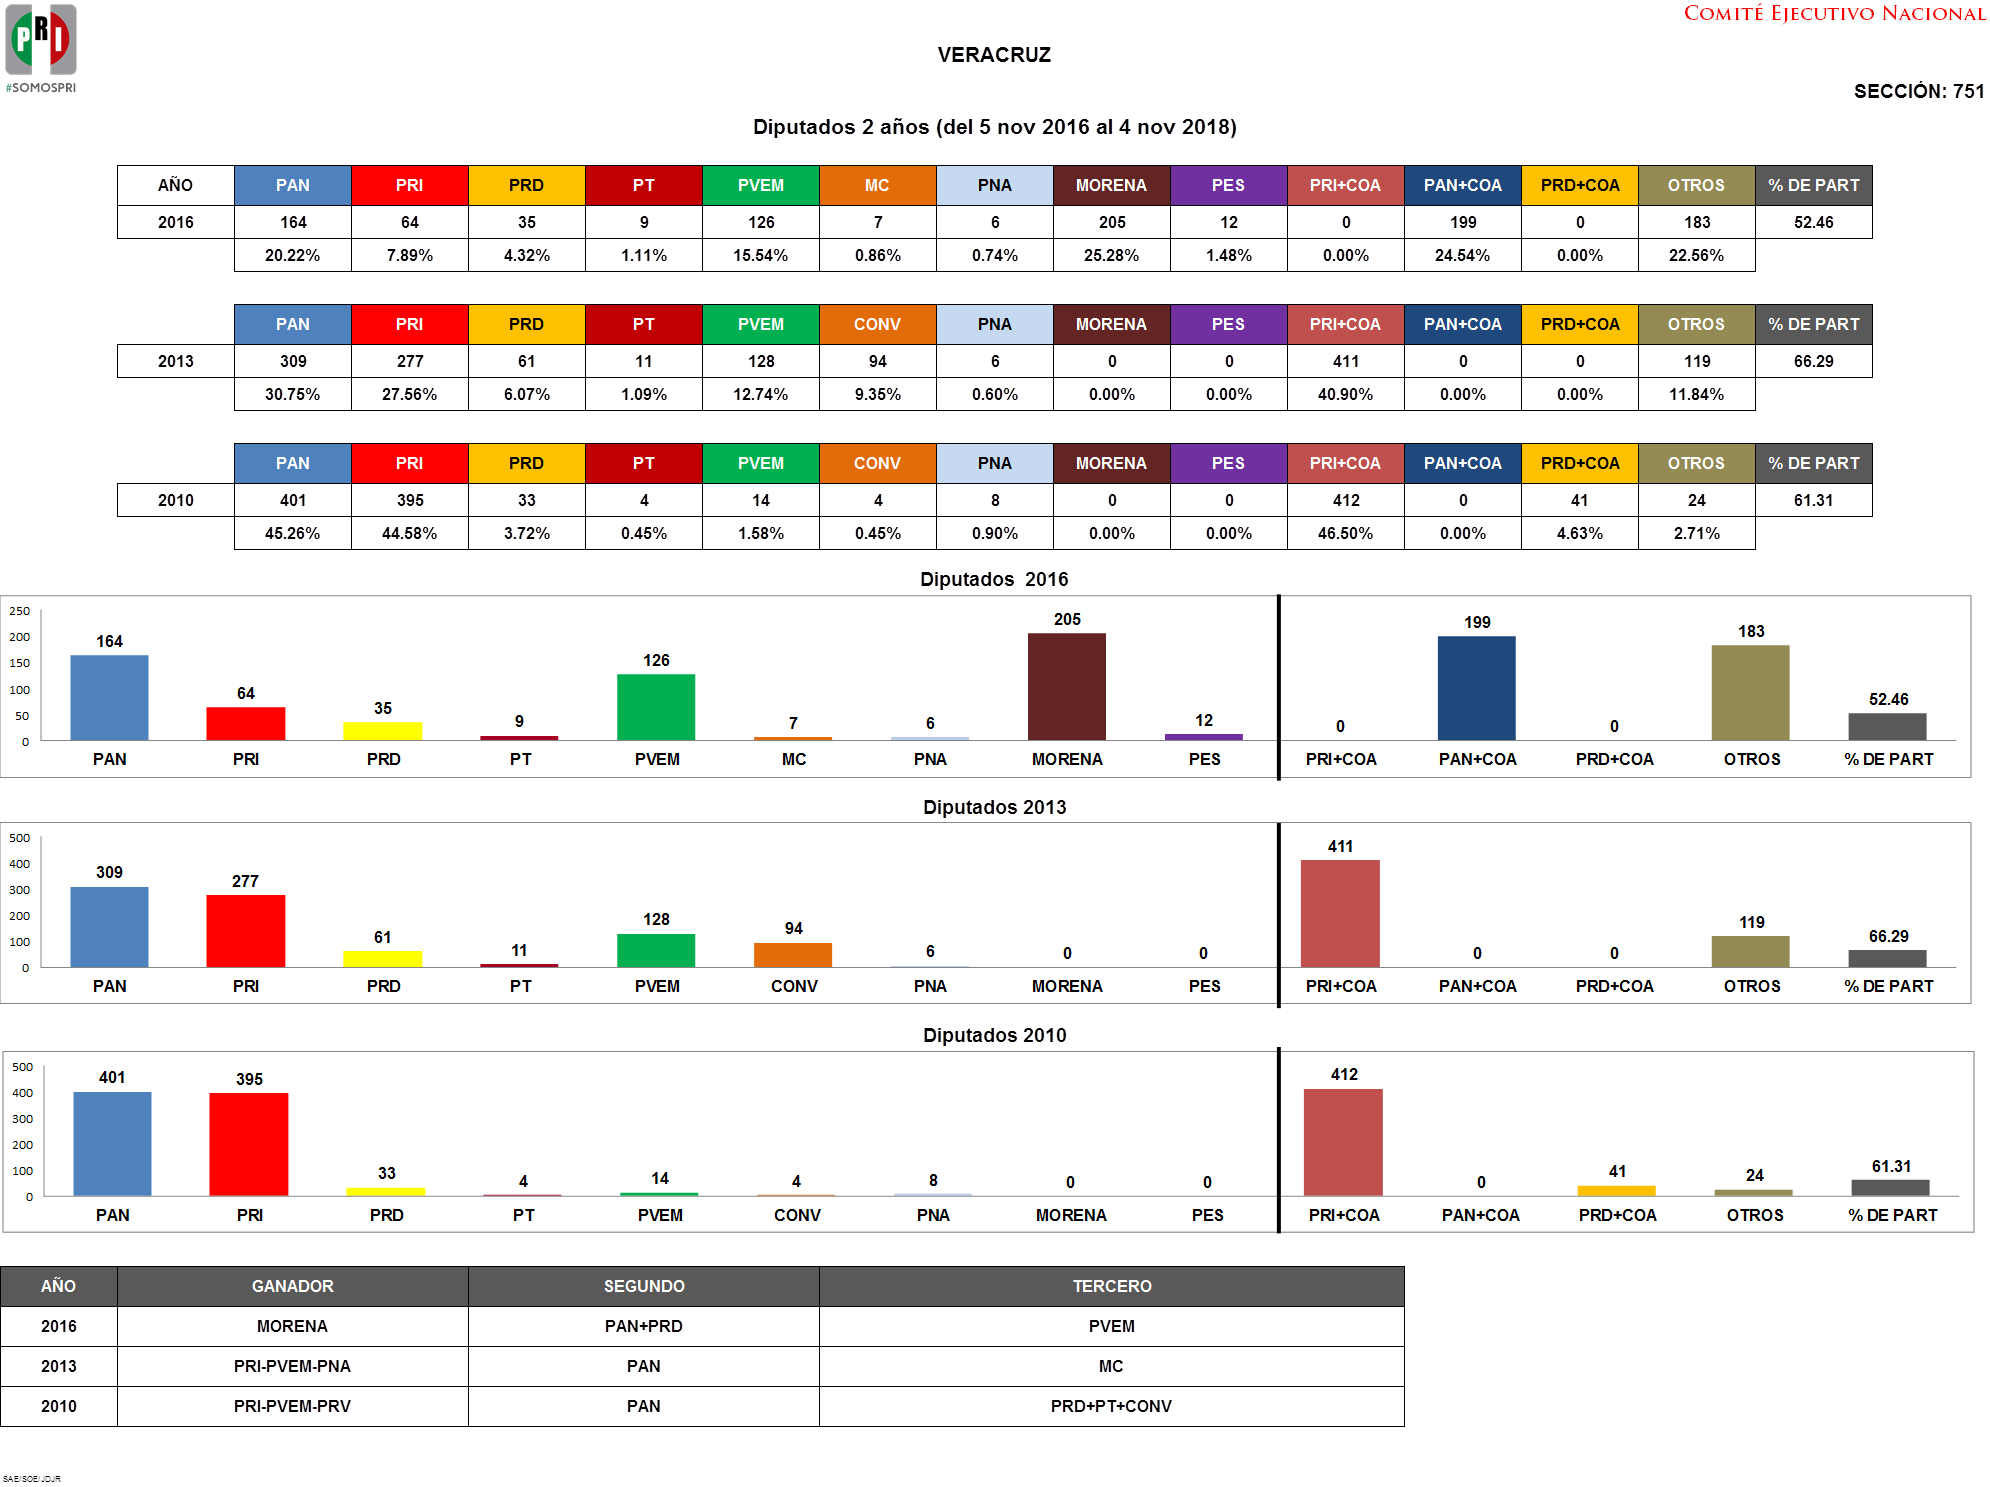 PRI
#SOMOSPRI
COMITÉ EJECUTIVO NACIONAL
VERACRUZ
SECCIÓN: 751
Diputados 2 años (del 5 nov 2016 al 4 nov 2018)
AÑO PAN PRI PRD PT PVEM MC PNA MORENA PES PRI+COA PAN+COA PRD+COA OTROS % DE PART
2016 164 64 35 9 126 7 6 205 12 0 199 0 183 52.46
20.22% 7.89% 4.32% 1.11% 15.54% 0.86% 0.74% 25.28% 1.48% 0.00% 24.54% 0.00% 22.56%
PAN PRI PRD PT PVEM CONV PNA MORENA PES PRI+COA PAN+COA PRD+COA OTROS % DE PART
2013 309 277 61 11 128 94 6 0 0 411 0 0 119 66.29
30.75% 27.56% 6.07% 1.09% 12.74% 9.35% 0.60% 0.00% 0.00% 40.90% 0.00% 0.00% 11.84%
PAN PRI PRD PT PVEM CONV PNA MORENA PES PRI+COA PAN+COA PRD+COA OTROS % DE PART
2010 401 395 33 4 14 4 8 0 0 412 0 41 24 61.31
45.26% 44.58% 3.72% 0.45% 1.58% 0.45% 0.90% 0.00% 0.00% 46.50% 0.00% 4.63% 2.71%
Diputados 2016
250
200
150
100
50
0
164 64 35 9 126 7 6 205 12 0 199 0 183 52.46
PAN PRI PRD PT PVEM MC PNA MORENA PES PRI+COA PAN+COA PRD+COA OTROS % DE PART
Diputados 2013
500
400
300
200
100
0
309 277 61 11 128 94 6 0 0 411 0 0 119 66.29
PAN PRI PRD PT PVEM CONV PNA MORENA PES PRI+COA PAN+COA PRD+COA OTROS % DE PART
Diputados 2010
500
400
300
200
100
0
401 395 33 4 14 4 8 0 0 412 0 41 24 61.31
PAN PRI PRD PT PVEM CONV PNA MORENA PES PRI+COA PAN+COA PRD+COA OTROS % DE PART
AÑO GANADOR SEGUNDO TERCERO
2016 MORENA PAN+PRD PVEM
2013 PRI-PVEM-PNA PAN MC
2010 PRI-PVEM-PRV PAN PRD+PT+CONV
SAE/SOE/JDJR